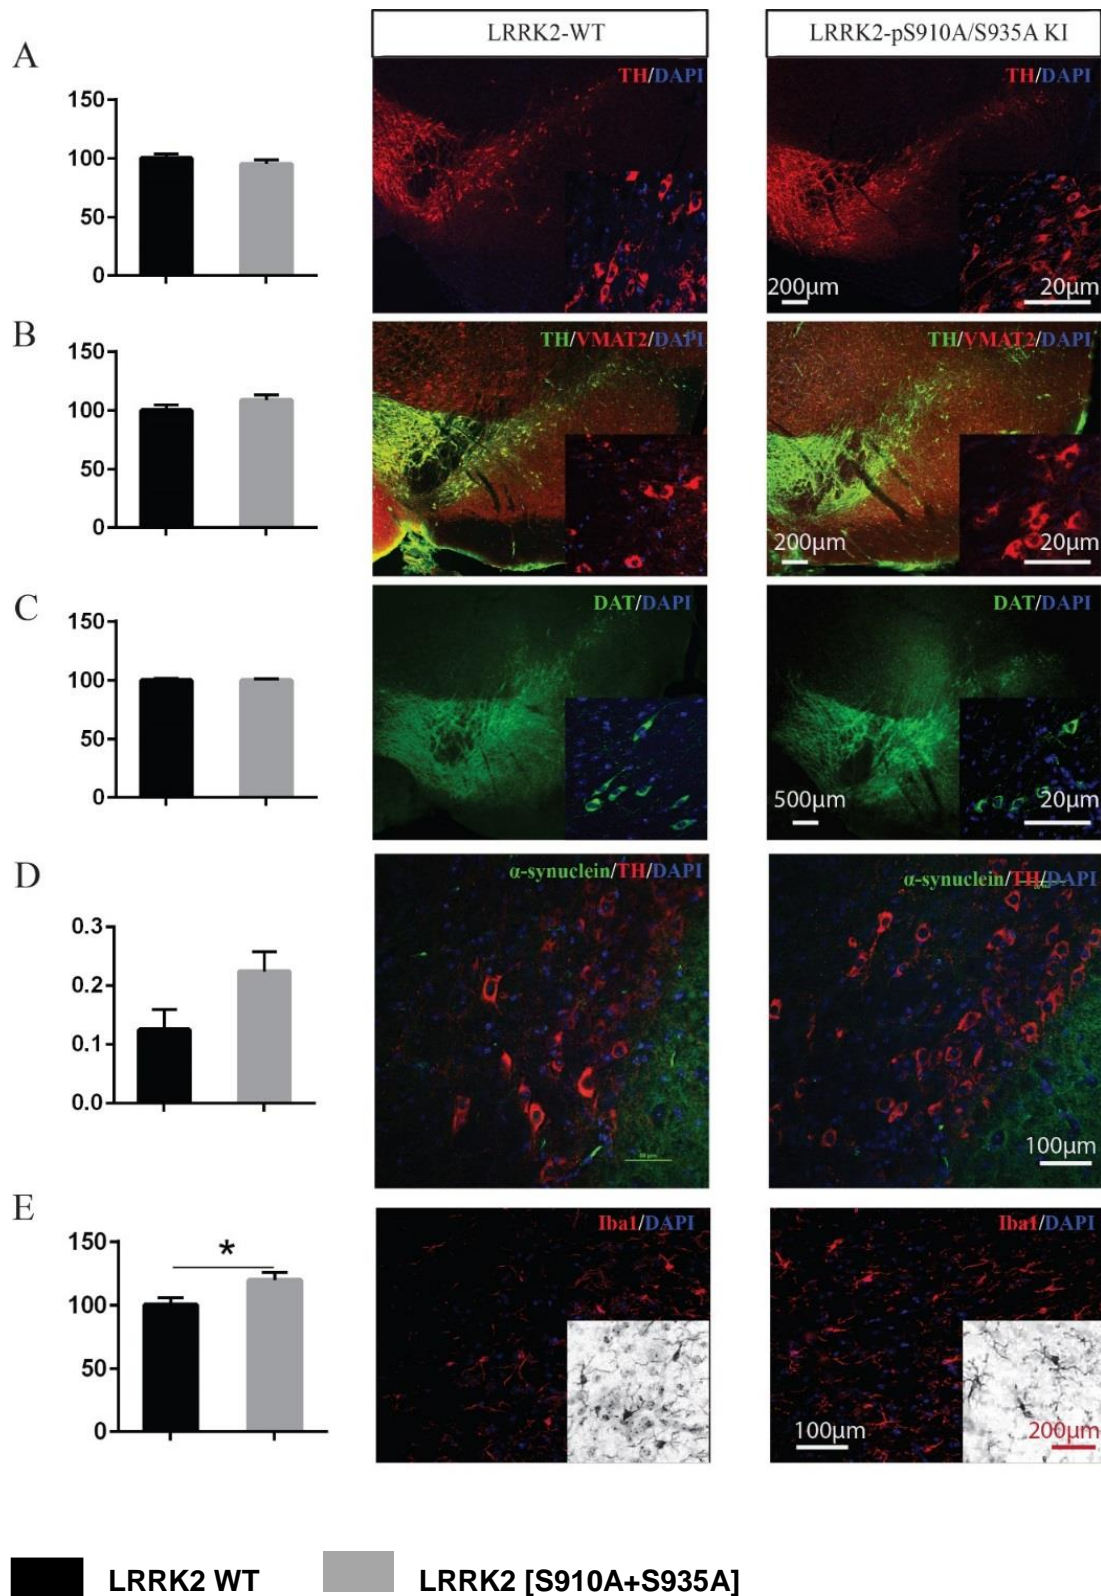 LRRK2-WT
LRRK2-pS910A/S935A KI
A
150
100
50
0
TH/DAPI
TH/DAPI
200µm
20µm
B
150
100
50
0
TH/VMAT2/DAPI
TH/VMAT2/DAPI
200µm
20µm
C
150
100
50
0
DAT/DAPI
DAT/DAPI
500µm
20µm
D
0.3
0.2
0.1
0.0
α-synuclein/TH/DAPI
α-synuclein/TH/DAPI
100µm
E
150
100
50
0
*
Iba1/DAPI
Iba1/DAPI
100µm
200µm
LRRK2 WT
LRRK2 [S910A+S935A]